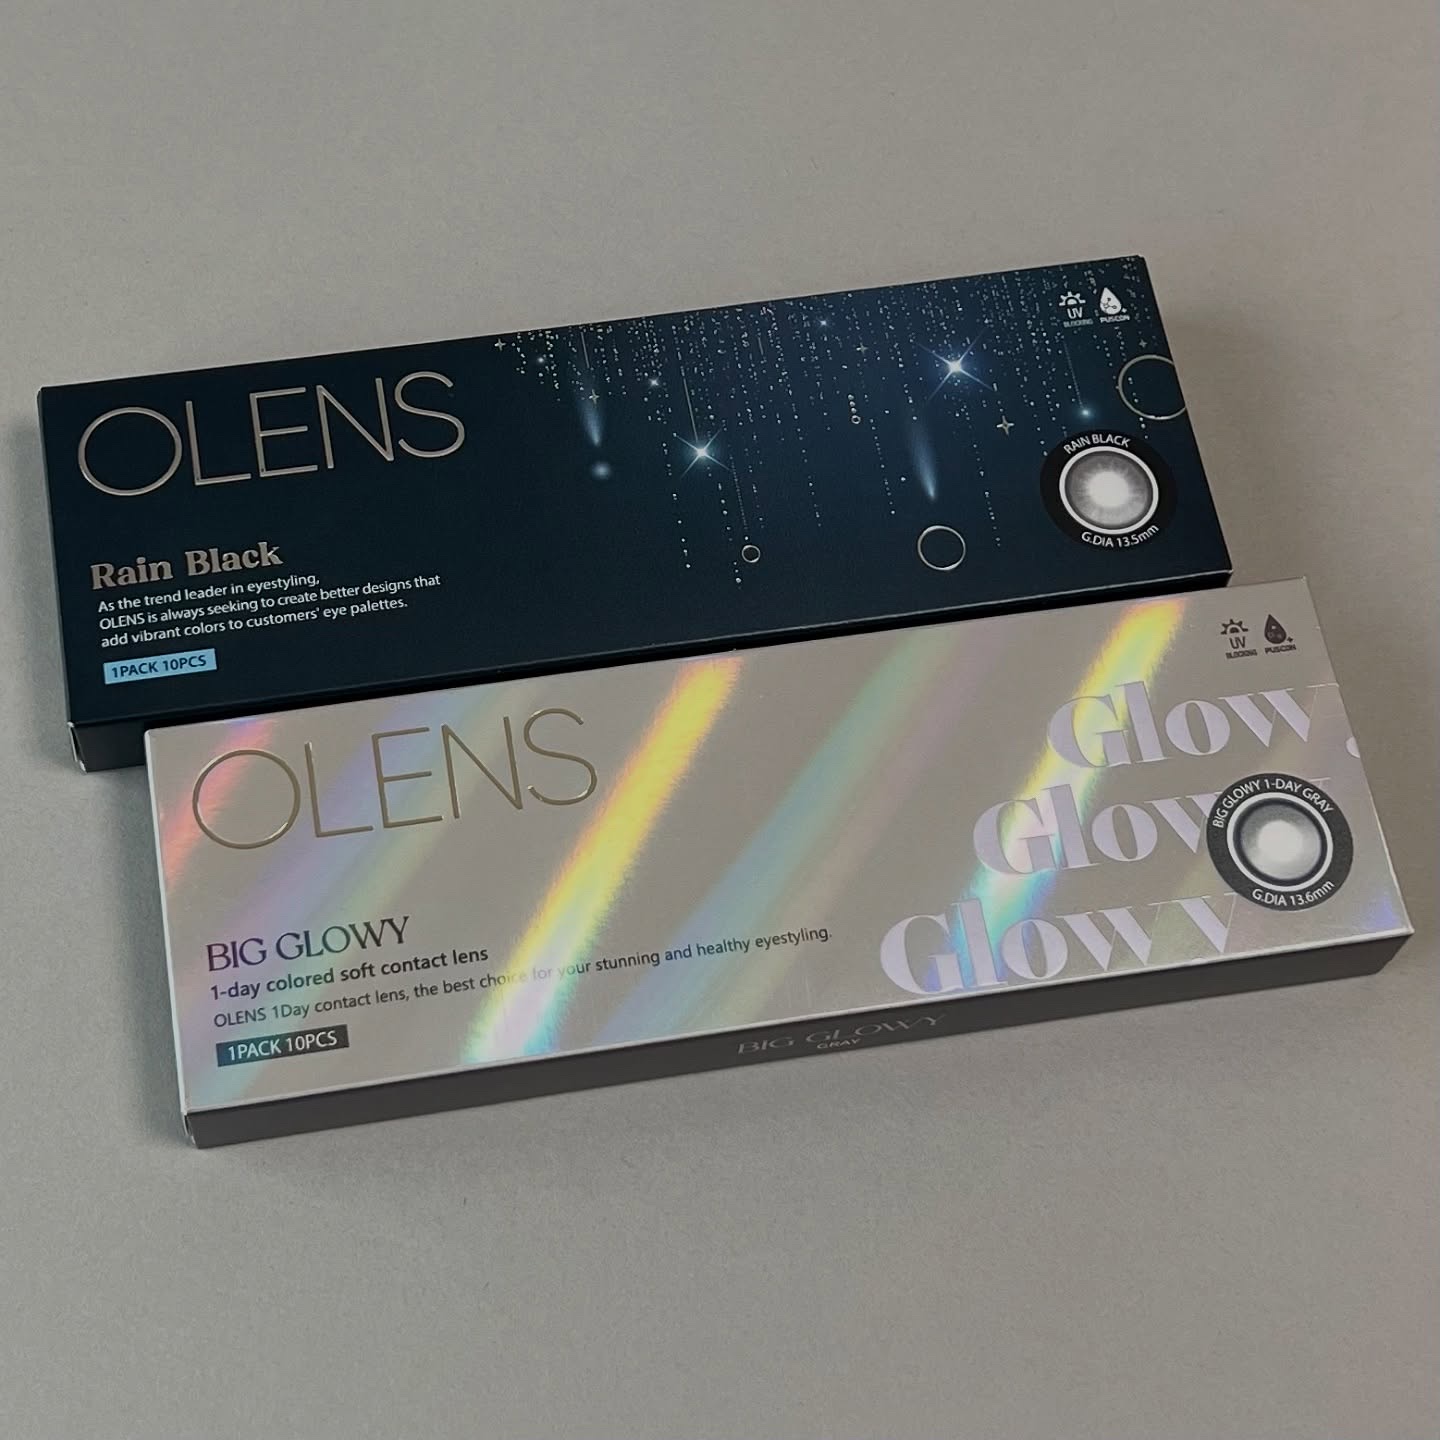 OLENS
Rain Black
As the trend leader in eyestyling,
OLENS is always seeking to create better designs that
add vibrant colors to customers' eye palettes.
1PACK 10PCS
UV
BLOCKING
PUSCON
RAIN BLACK
G.DIA 13.5mm
OLENS
BIG GLOWY
1-day colored soft contact lens
OLENS 1Day contact lens, the best choice for your stunning and healthy eyestyling.
1PACK 10PCS
UV
BLOCKING
PUSCON
Glowy
Glowy
Glowy
BIG GLOWY 1-DAY GRAY
G.DIA 13.6mm
BIG GLOWY
GRAY